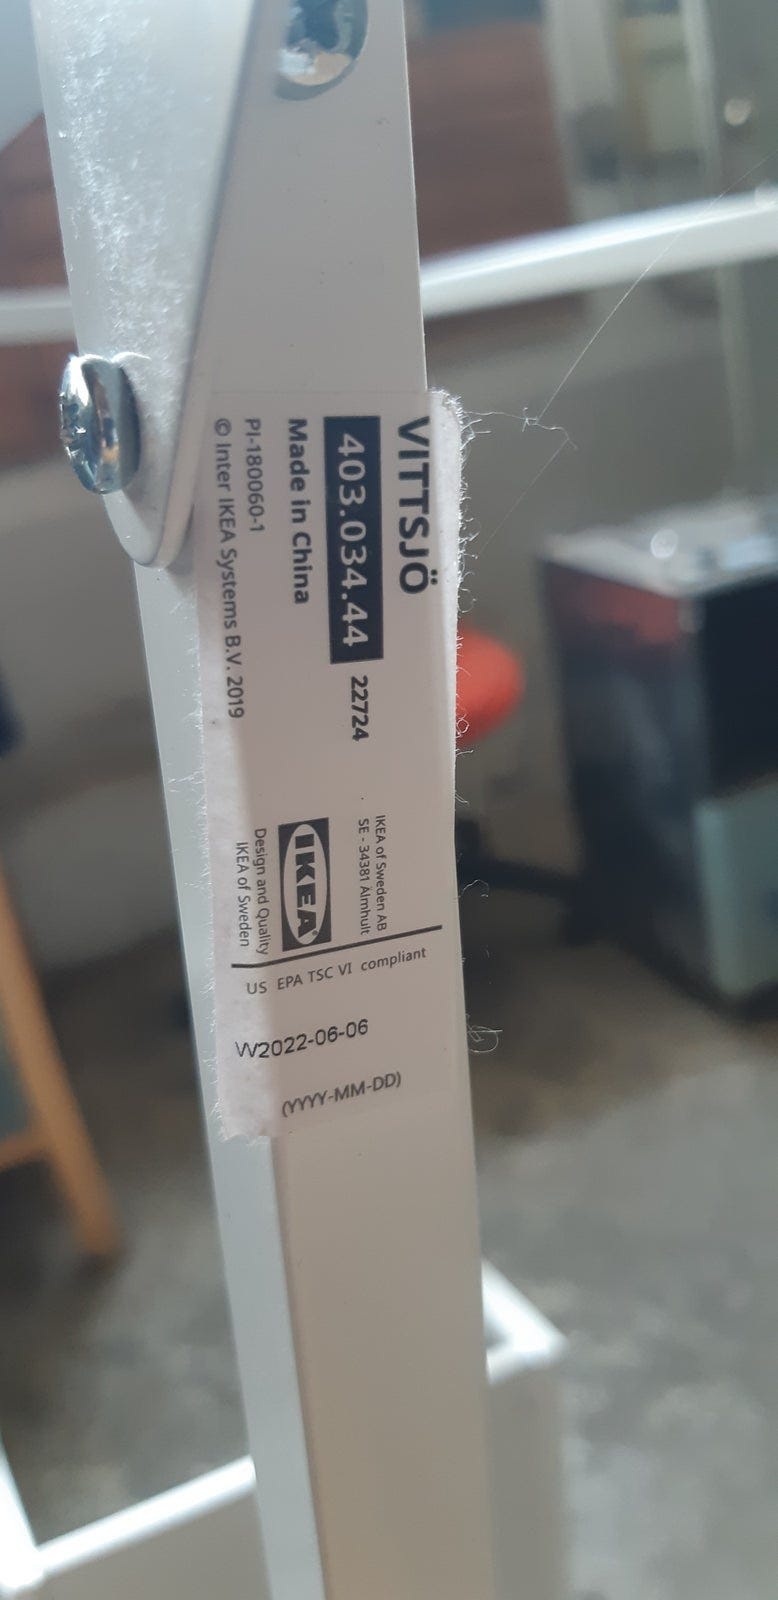 VITTSJÖ
403.034.44 22724
Made in China
PI-180060-1
© Inter IKEA Systems B.V. 2019
IKEA of Sweden AB
SE - 34381 Älmhult
IKEA
Design and Quality
IKEA of Sweden
US EPA TSC VI compliant
W2022-06-06
(YYYY-MM-DD)